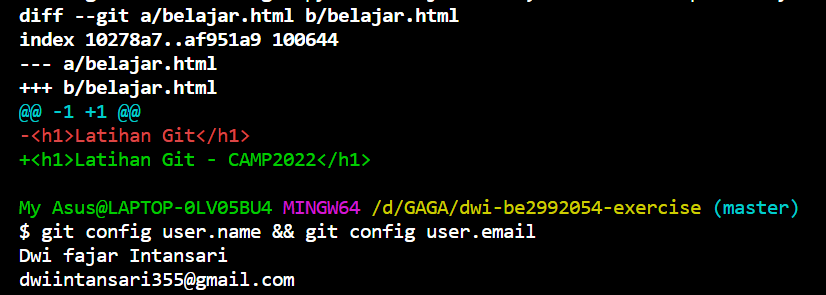 diff --git a/belajar.html b/belajar.html
index 10278a7..af951a9 100644
--- a/belajar.html
+++ b/belajar.html
@@ -1 +1 @@
-<h1>Latihan Git</h1>
+<h1>Latihan Git - CAMP2022</h1>
My Asus@LAPTOP-0LV05BU4 MINGW64 /d/GAGA/dwi-be2992054-exercise (master)
$ git config user.name && git config user.email
Dwi fajar Intansari
dwiintansari355@gmail.com